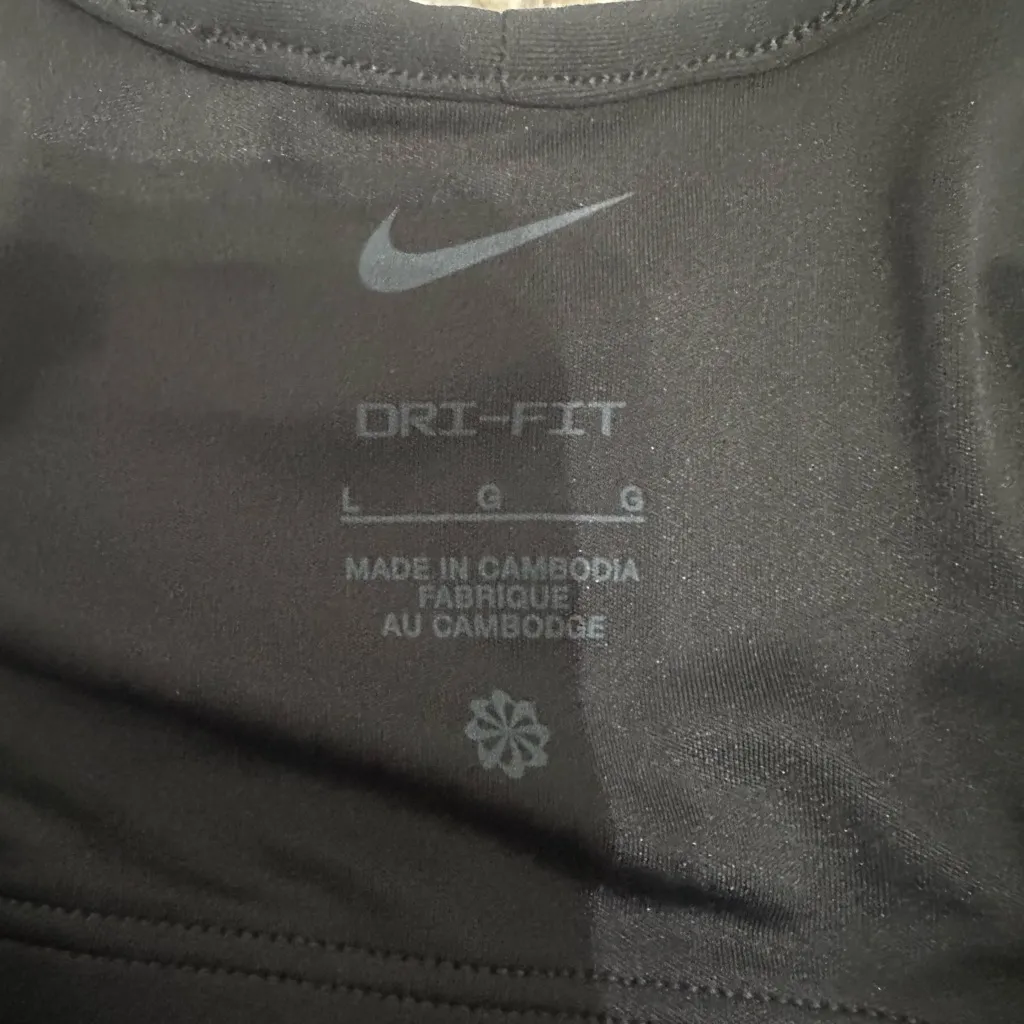 DRI-FIT
L G G
MADE IN CAMBODIA
FABRIQUE
AU CAMBODGE